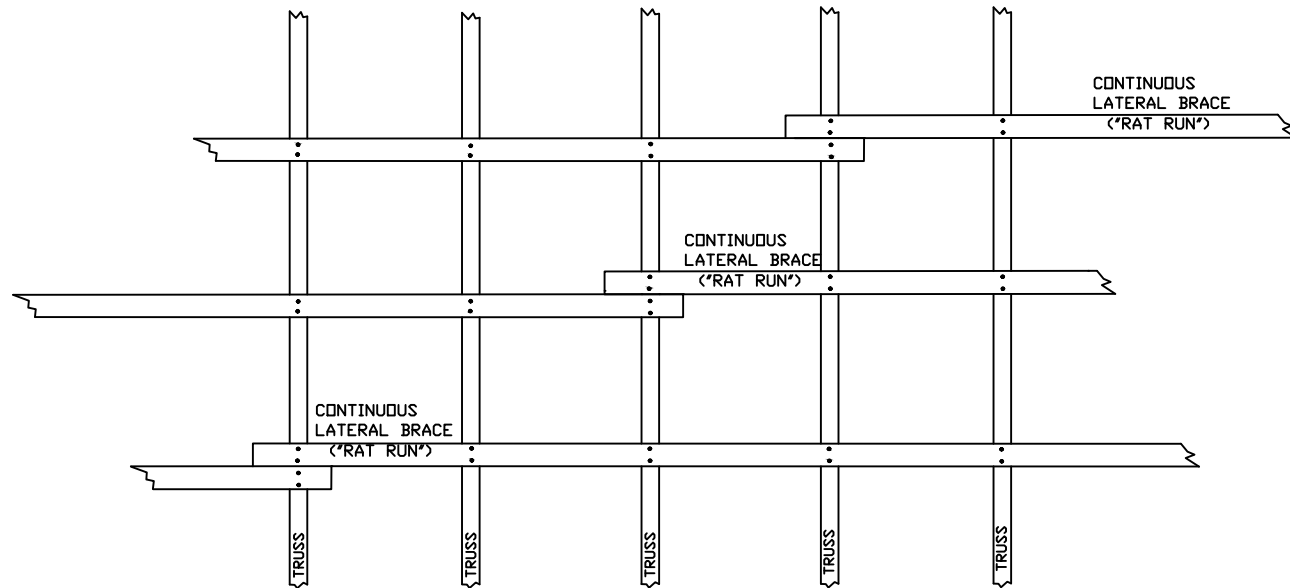 CONTINUOUS
LATERAL BRACE
("RAT RUN")
CONTINUOUS
LATERAL BRACE
("RAT RUN")
CONTINUOUS
LATERAL BRACE
("RAT RUN")
TRUSS
TRUSS
TRUSS
TRUSS
TRUSS